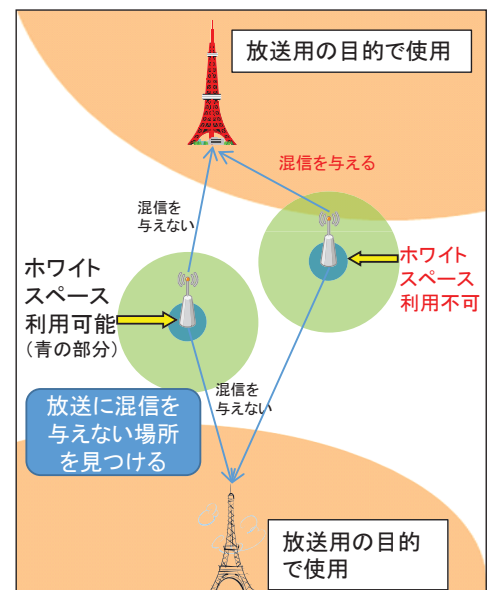 放送用の目的で使用
混信を与える
混信を
与えない
ホワイト
スペース
利用可能
（青の部分）
ホワイト
スペース
利用不可
放送に混信を
与えない場所
を見つける
混信を
与えない
放送用の目的
で使用